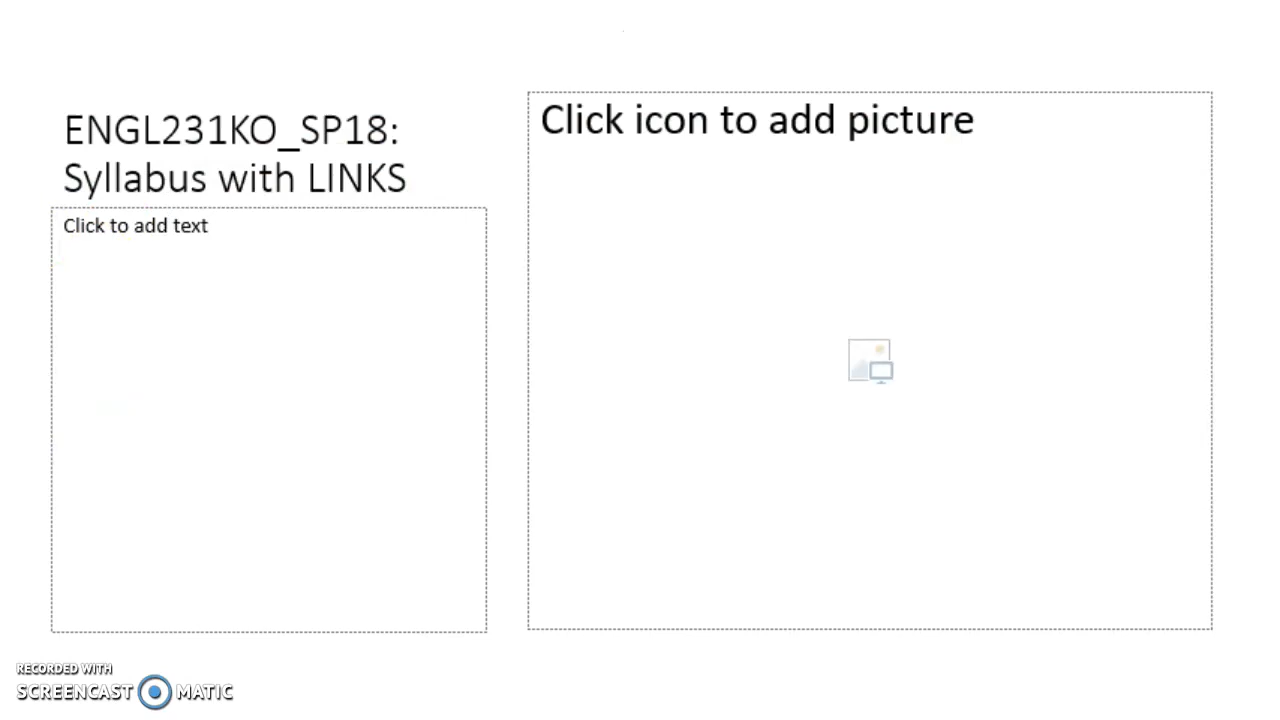 ENGL231KO_SP18:
Syllabus with LINKS
Click to add text
Click icon to add picture
RECORDED WITH
SCREENCAST MATIC